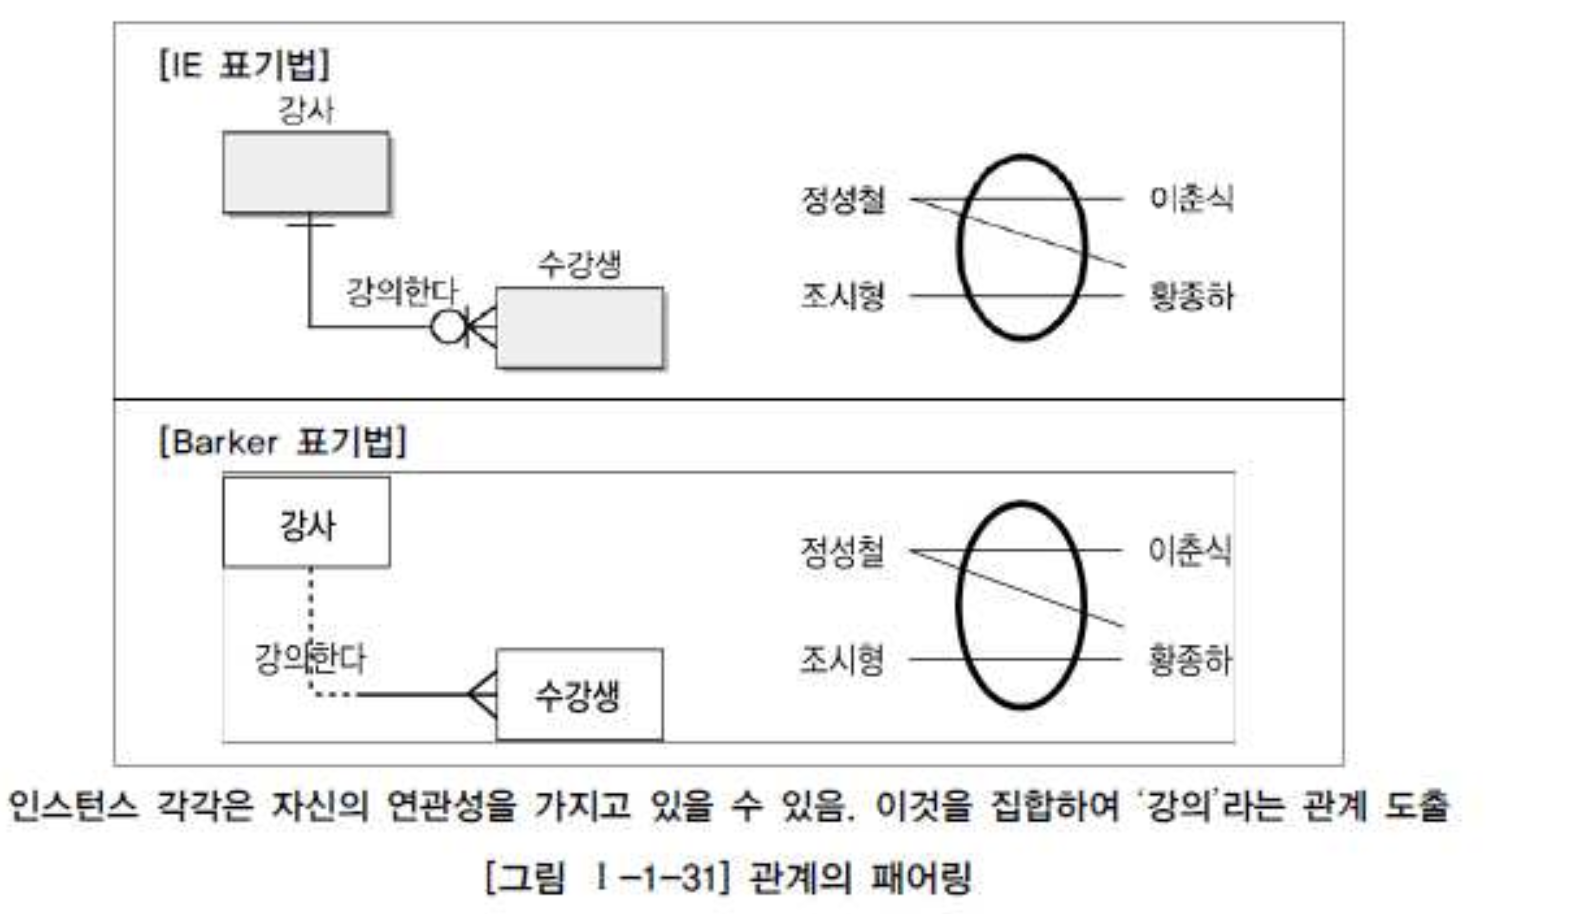 [IE 표기법]
강사
수강생
강의한다
정성철 이춘식
조시형 황종하
[Barker 표기법]
강사
강의한다
수강생
정성철 이춘식
조시형 황종하
인스턴스 각각은 자신의 연관성을 가지고 있을 수 있음. 이것을 집합하여 '강의'라는 관계 도출
[그림 Ⅰ-1-31] 관계의 패어링